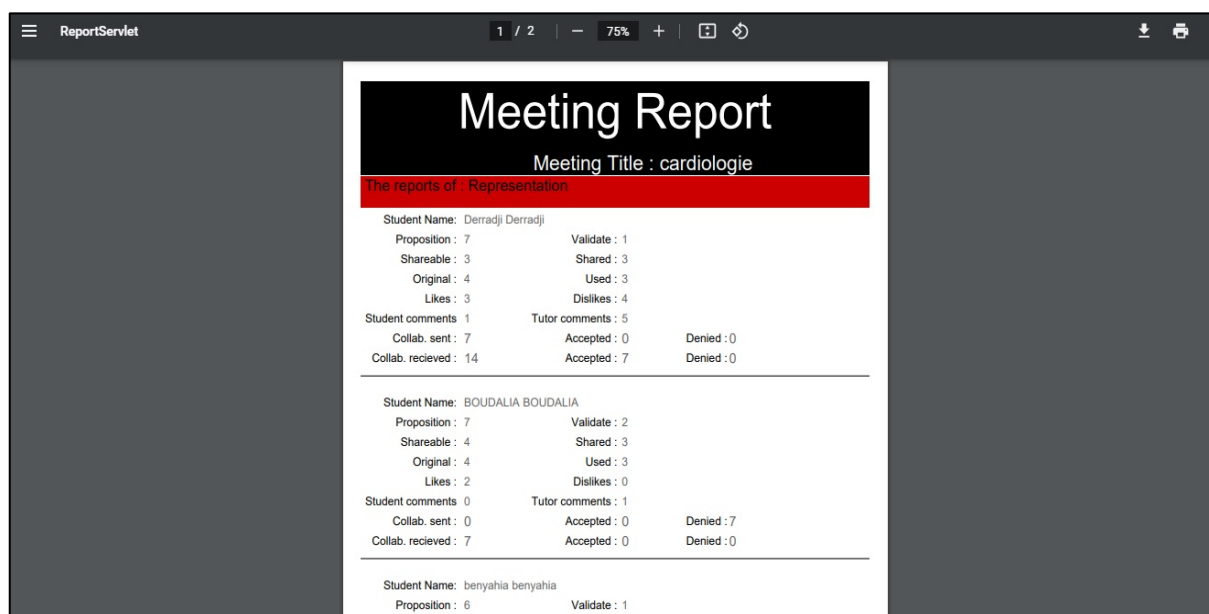 ReportServlet 1 / 2 75%
Meeting Report
Meeting Title : cardiologie
The reports of : Representation
Student Name: Derradji Derradji
Proposition : 7 Validate : 1
Shareable : 3 Shared : 3
Original : 4 Used : 3
Likes : 3 Dislikes : 4
Student comments 1 Tutor comments : 5
Collab. sent : 7 Accepted : 0 Denied : 0
Collab. recieved : 14 Accepted : 7 Denied : 0
Student Name: BOUDALIA BOUDALIA
Proposition : 7 Validate : 2
Shareable : 4 Shared : 3
Original : 4 Used : 3
Likes : 2 Dislikes : 0
Student comments 0 Tutor comments : 1
Collab. sent : 0 Accepted : 0 Denied : 7
Collab. recieved : 7 Accepted : 0 Denied : 0
Student Name: benyahia benyahia
Proposition : 6 Validate : 1